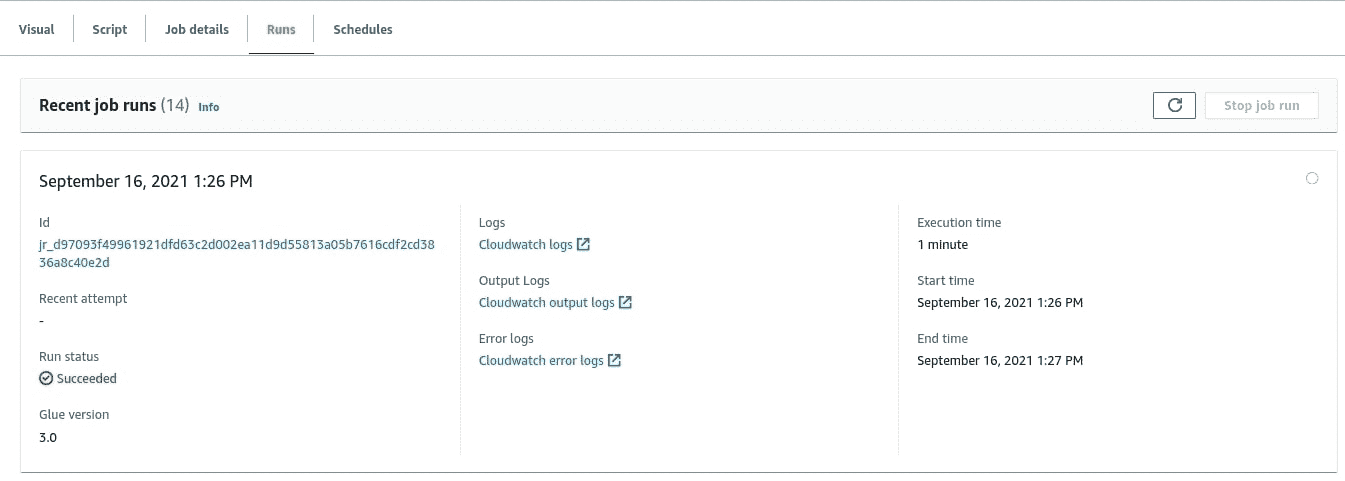 Visual Script Job details Runs Schedules
Recent job runs (14) Info
Stop job run
September 16, 2021 1:26 PM
Id
jr_d97093f49961921dfd63c2d002ea11d9d55813a05b7616cdf2cd38
36a8c40e2d
Recent attempt
-
Run status
Succeeded
Glue version
3.0
Logs
Cloudwatch logs
Output Logs
Cloudwatch output logs
Error logs
Cloudwatch error logs
Execution time
1 minute
Start time
September 16, 2021 1:26 PM
End time
September 16, 2021 1:27 PM